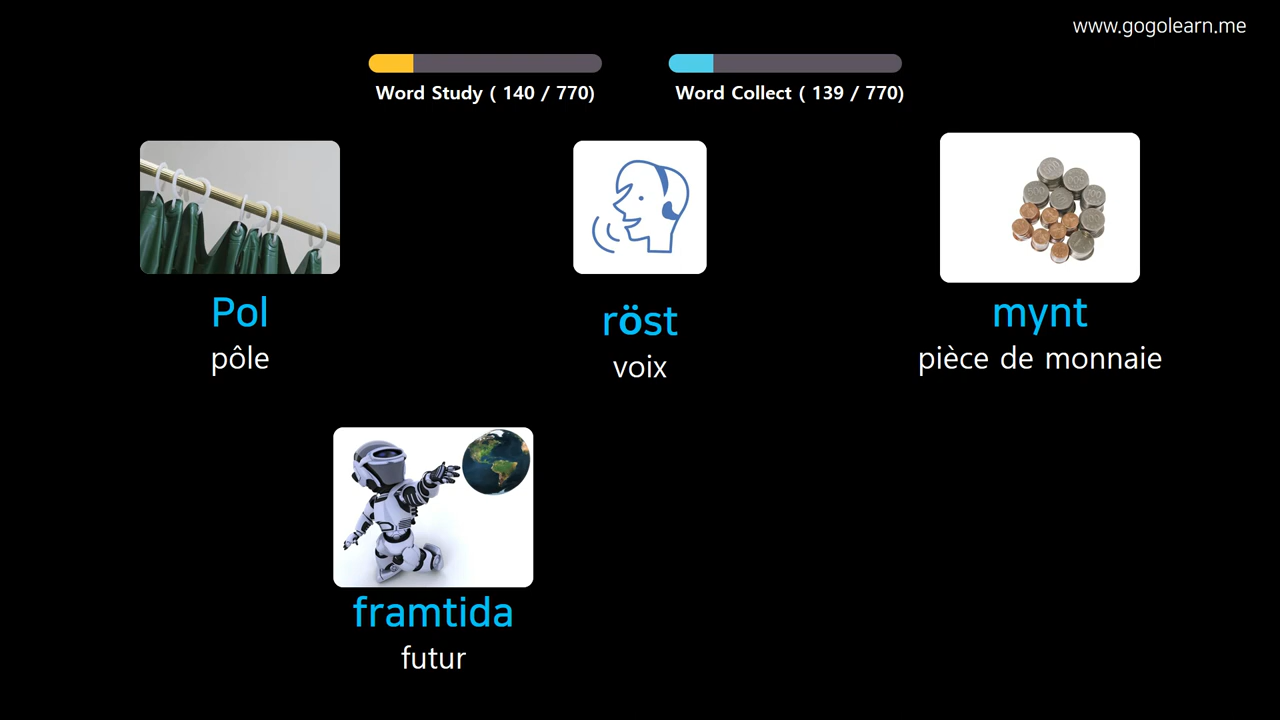 www.gogolearn.me
Word Study ( 140 / 770)
Word Collect ( 139 / 770)
Pol
pôle
röst
voix
mynt
pièce de monnaie
framtida
futur